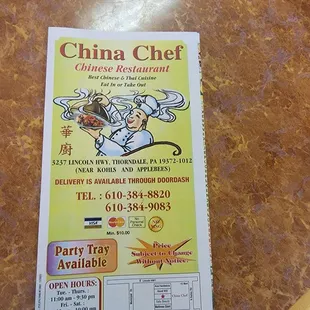 China Chef
Chinese Restaurant
Best Chinese & Thai Cuisine
Eat In or Take Out
華
廚
3237 LINCOLN HWY, THORNDALE, PA 19372-1012
(NEAR KOHLS AND APPLEBEES)
DELIVERY IS AVAILABLE THROUGH DOORDASH
TEL. : 610-384-8820
610-384-9083
VISA
Min. $10.00
Party Tray
Available
Price
Subject to Change
Without Notice.
OPEN HOURS:
Tue. - Thurs. :
11:00 am - 9:30 pm
Fri. - Sat. :